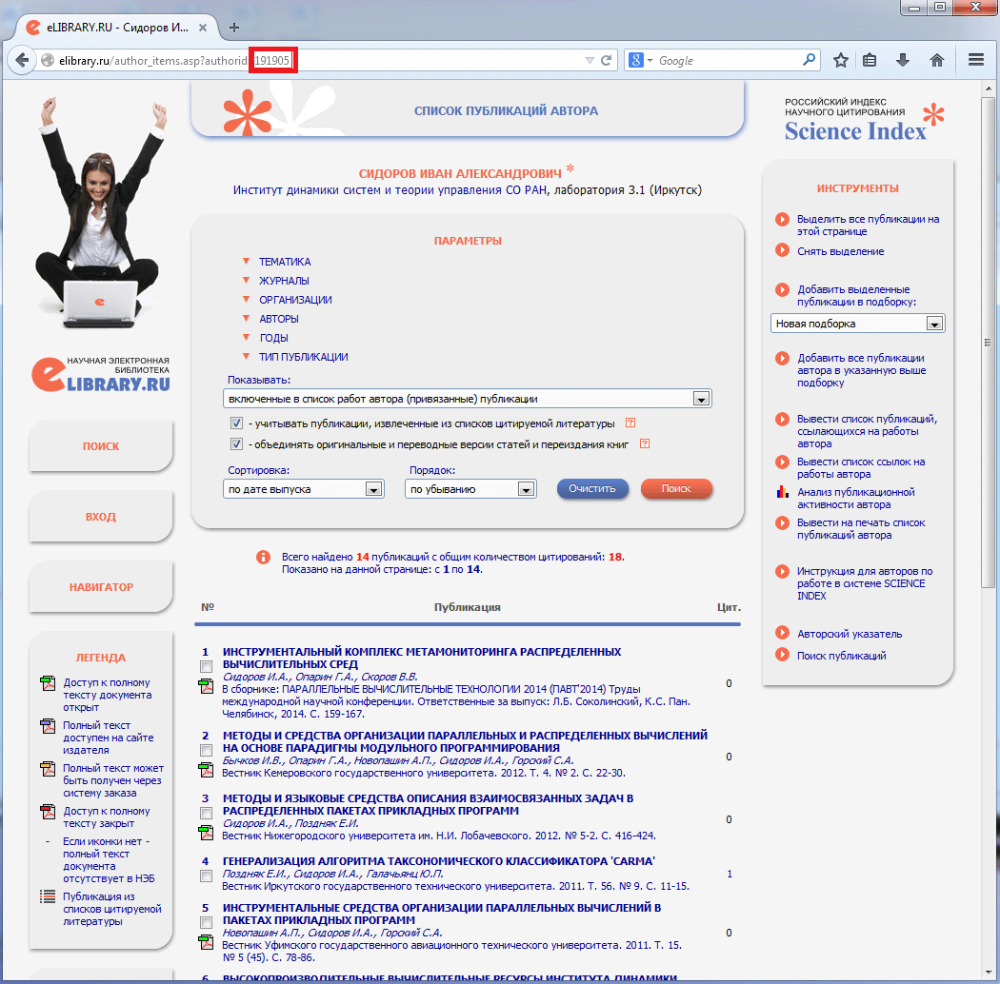 eLIBRARY.RU - Сидоров И...
elibrary.ru/author_items.asp?authorid 191905
Google
СПИСОК ПУБЛИКАЦИЙ АВТОРА
РОССИЙСКИЙ ИНДЕКС
НАУЧНОГО ЦИТИРОВАНИЯ
Science Index
СИДОРОВ ИВАН АЛЕКСАНДРОВИЧ *
Институт динамики систем и теории управления СО РАН, лаборатория 3.1 (Иркутск)
НАУЧНАЯ ЭЛЕКТРОННАЯ
БИБЛИОТЕКА
eLIBRARY.RU
ПОИСК
ВХОД
НАВИГАТОР
ЛЕГЕНДА
Доступ к полному
тексту документа
открыт
Полный текст
доступен на сайте
издателя
Полный текст может
быть получен через
систему заказа
Доступ к полному
тексту закрыт
- Если иконки нет -
полный текст
документа
отсутствует в НЭБ
Публикация из
списков цитируемой
литературы
ПАРАМЕТРЫ
ТЕМАТИКА
ЖУРНАЛЫ
ОРГАНИЗАЦИИ
АВТОРЫ
ГОДЫ
ТИП ПУБЛИКАЦИИ
Показывать:
включенные в список работ автора (привязанные) публикации
- учитывать публикации, извлеченные из списков цитируемой литературы ?
- объединять оригинальные и переводные версии статей и переиздания книг ?
Сортировка: Порядок:
по дате выпуска по убыванию Очистить Поиск
Всего найдено 14 публикаций с общим количеством цитирований: 18.
Показано на данной странице: с 1 по 14.
№ Публикация Цит.
1 ИНСТРУМЕНТАЛЬНЫЙ КОМПЛЕКС МЕТАМОНИТОРИНГА РАСПРЕДЕЛЕННЫХ
ВЫЧИСЛИТЕЛЬНЫХ СРЕД
Сидоров И.А., Опарин Г.А., Скоров В.В.
В сборнике: ПАРАЛЛЕЛЬНЫЕ ВЫЧИСЛИТЕЛЬНЫЕ ТЕХНОЛОГИИ 2014 (ПАВТ'2014) Труды 0
международной научной конференции. Ответственные за выпуск: Л.Б. Соколинский, К.С. Пан.
Челябинск, 2014. С. 159-167.
2 МЕТОДЫ И СРЕДСТВА ОРГАНИЗАЦИИ ПАРАЛЛЕЛЬНЫХ И РАСПРЕДЕЛЕННЫХ ВЫЧИСЛЕНИЙ
НА ОСНОВЕ ПАРАДИГМЫ МОДУЛЬНОГО ПРОГРАММИРОВАНИЯ
Бычков И.В., Опарин Г.А., Новопашин А.П., Сидоров И.А., Горский С.А. 0
Вестник Кемеровского государственного университета. 2012. Т. 4. № 2. С. 22-30.
3 МЕТОДЫ И ЯЗЫКОВЫЕ СРЕДСТВА ОПИСАНИЯ ВЗАИМОСВЯЗАННЫХ ЗАДАЧ В
РАСПРЕДЕЛЕННЫХ ПАКЕТАХ ПРИКЛАДНЫХ ПРОГРАММ
Сидоров И.А., Поздняк Е.И. 0
Вестник Нижегородского университета им. Н.И. Лобачевского. 2012. № 5-2. С. 416-424.
4 ГЕНЕРАЛИЗАЦИЯ АЛГОРИТМА ТАКСОНОМИЧЕСКОГО КЛАССИФИКАТОРА 'CARMA'
Поздняк Е.И., Сидоров И.А., Галачьянц Ю.П. 1
Вестник Иркутского государственного технического университета. 2011. Т. 56. № 9. С. 11-15.
5 ИНСТРУМЕНТАЛЬНЫЕ СРЕДСТВА ОРГАНИЗАЦИИ ПАРАЛЛЕЛЬНЫХ ВЫЧИСЛЕНИЙ В
ПАКЕТАХ ПРИКЛАДНЫХ ПРОГРАММ
Новопашин А.П., Сидоров И.А., Горский С.А. 0
Вестник Уфимского государственного авиационного технического университета. 2011. Т. 15.
№ 5 (45). С. 78-86.
6 ВЫСОКОПРОИЗВОДИТЕЛЬНЫЕ ВЫЧИСЛИТЕЛЬНЫЕ РЕСУРСЫ ИНСТИТУТА ДИНАМИКИ
ИНСТРУМЕНТЫ
Выделить все публикации на
этой странице
Снять выделение
Добавить выделенные
публикации в подборку:
Новая подборка
Добавить все публикации
автора в указанную выше
подборку
Вывести список публикаций,
ссылающихся на работы
автора
Вывести список ссылок на
работы автора
Анализ публикационной
активности автора
Вывести на печать список
публикаций автора
Инструкция для авторов по
работе в системе SCIENCE
INDEX
Авторский указатель
Поиск публикаций